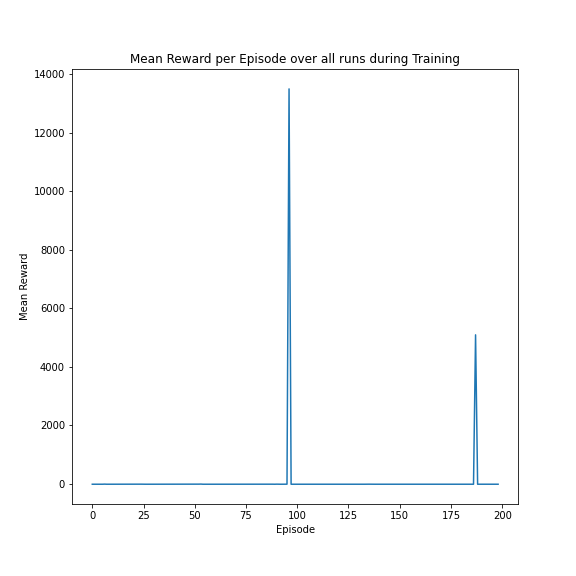 Mean Reward per Episode over all runs during Training
14000
12000
10000
8000
6000
4000
2000
0
Mean Reward
0 25 50 75 100 125 150 175 200
Episode